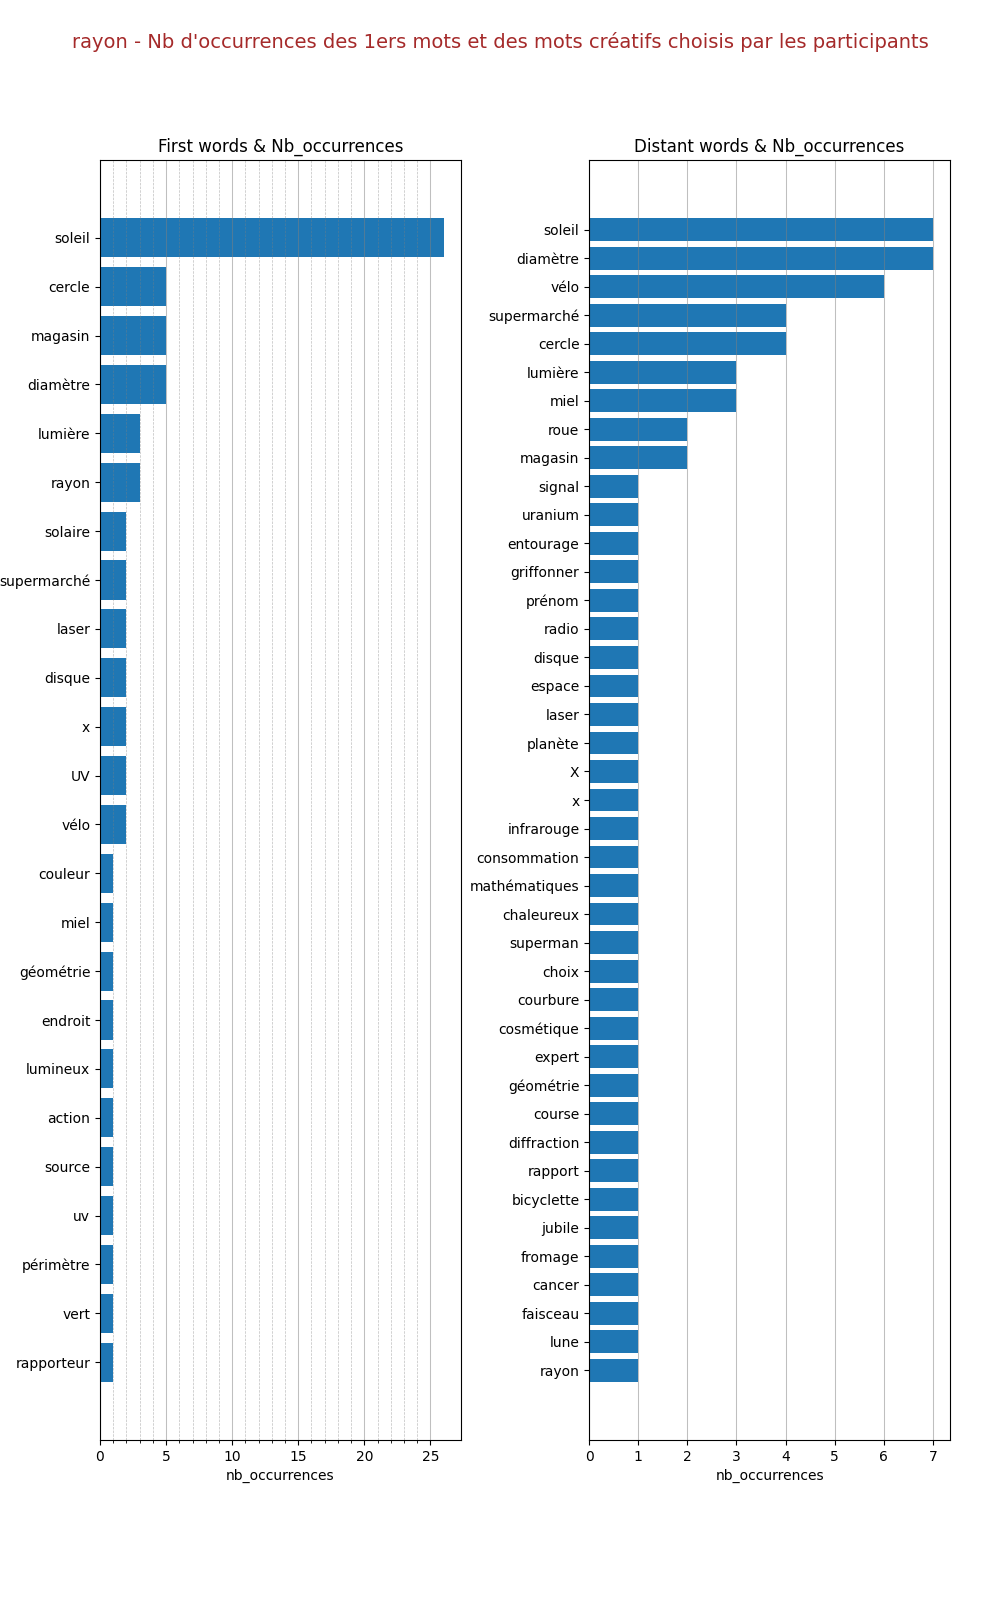 rayon - Nb d'occurrences des 1ers mots et des mots créatifs choisis par les participants
First words & Nb_occurrences
soleil
cercle
magasin
diamètre
lumière
rayon
solaire
supermarché
laser
disque
x
UV
vélo
couleur
miel
géométrie
endroit
lumineux
action
source
uv
périmètre
vert
rapporteur
0 5 10 15 20 25
nb_occurrences
Distant words & Nb_occurrences
soleil
diamètre
vélo
supermarché
cercle
lumière
miel
roue
magasin
signal
uranium
entourage
griffonner
prénom
radio
disque
espace
laser
planète
X
x
infrarouge
consommation
mathématiques
chaleureux
superman
choix
courbure
cosmétique
expert
géométrie
course
diffraction
rapport
bicyclette
jubile
fromage
cancer
faisceau
lune
rayon
0 1 2 3 4 5 6 7
nb_occurrences